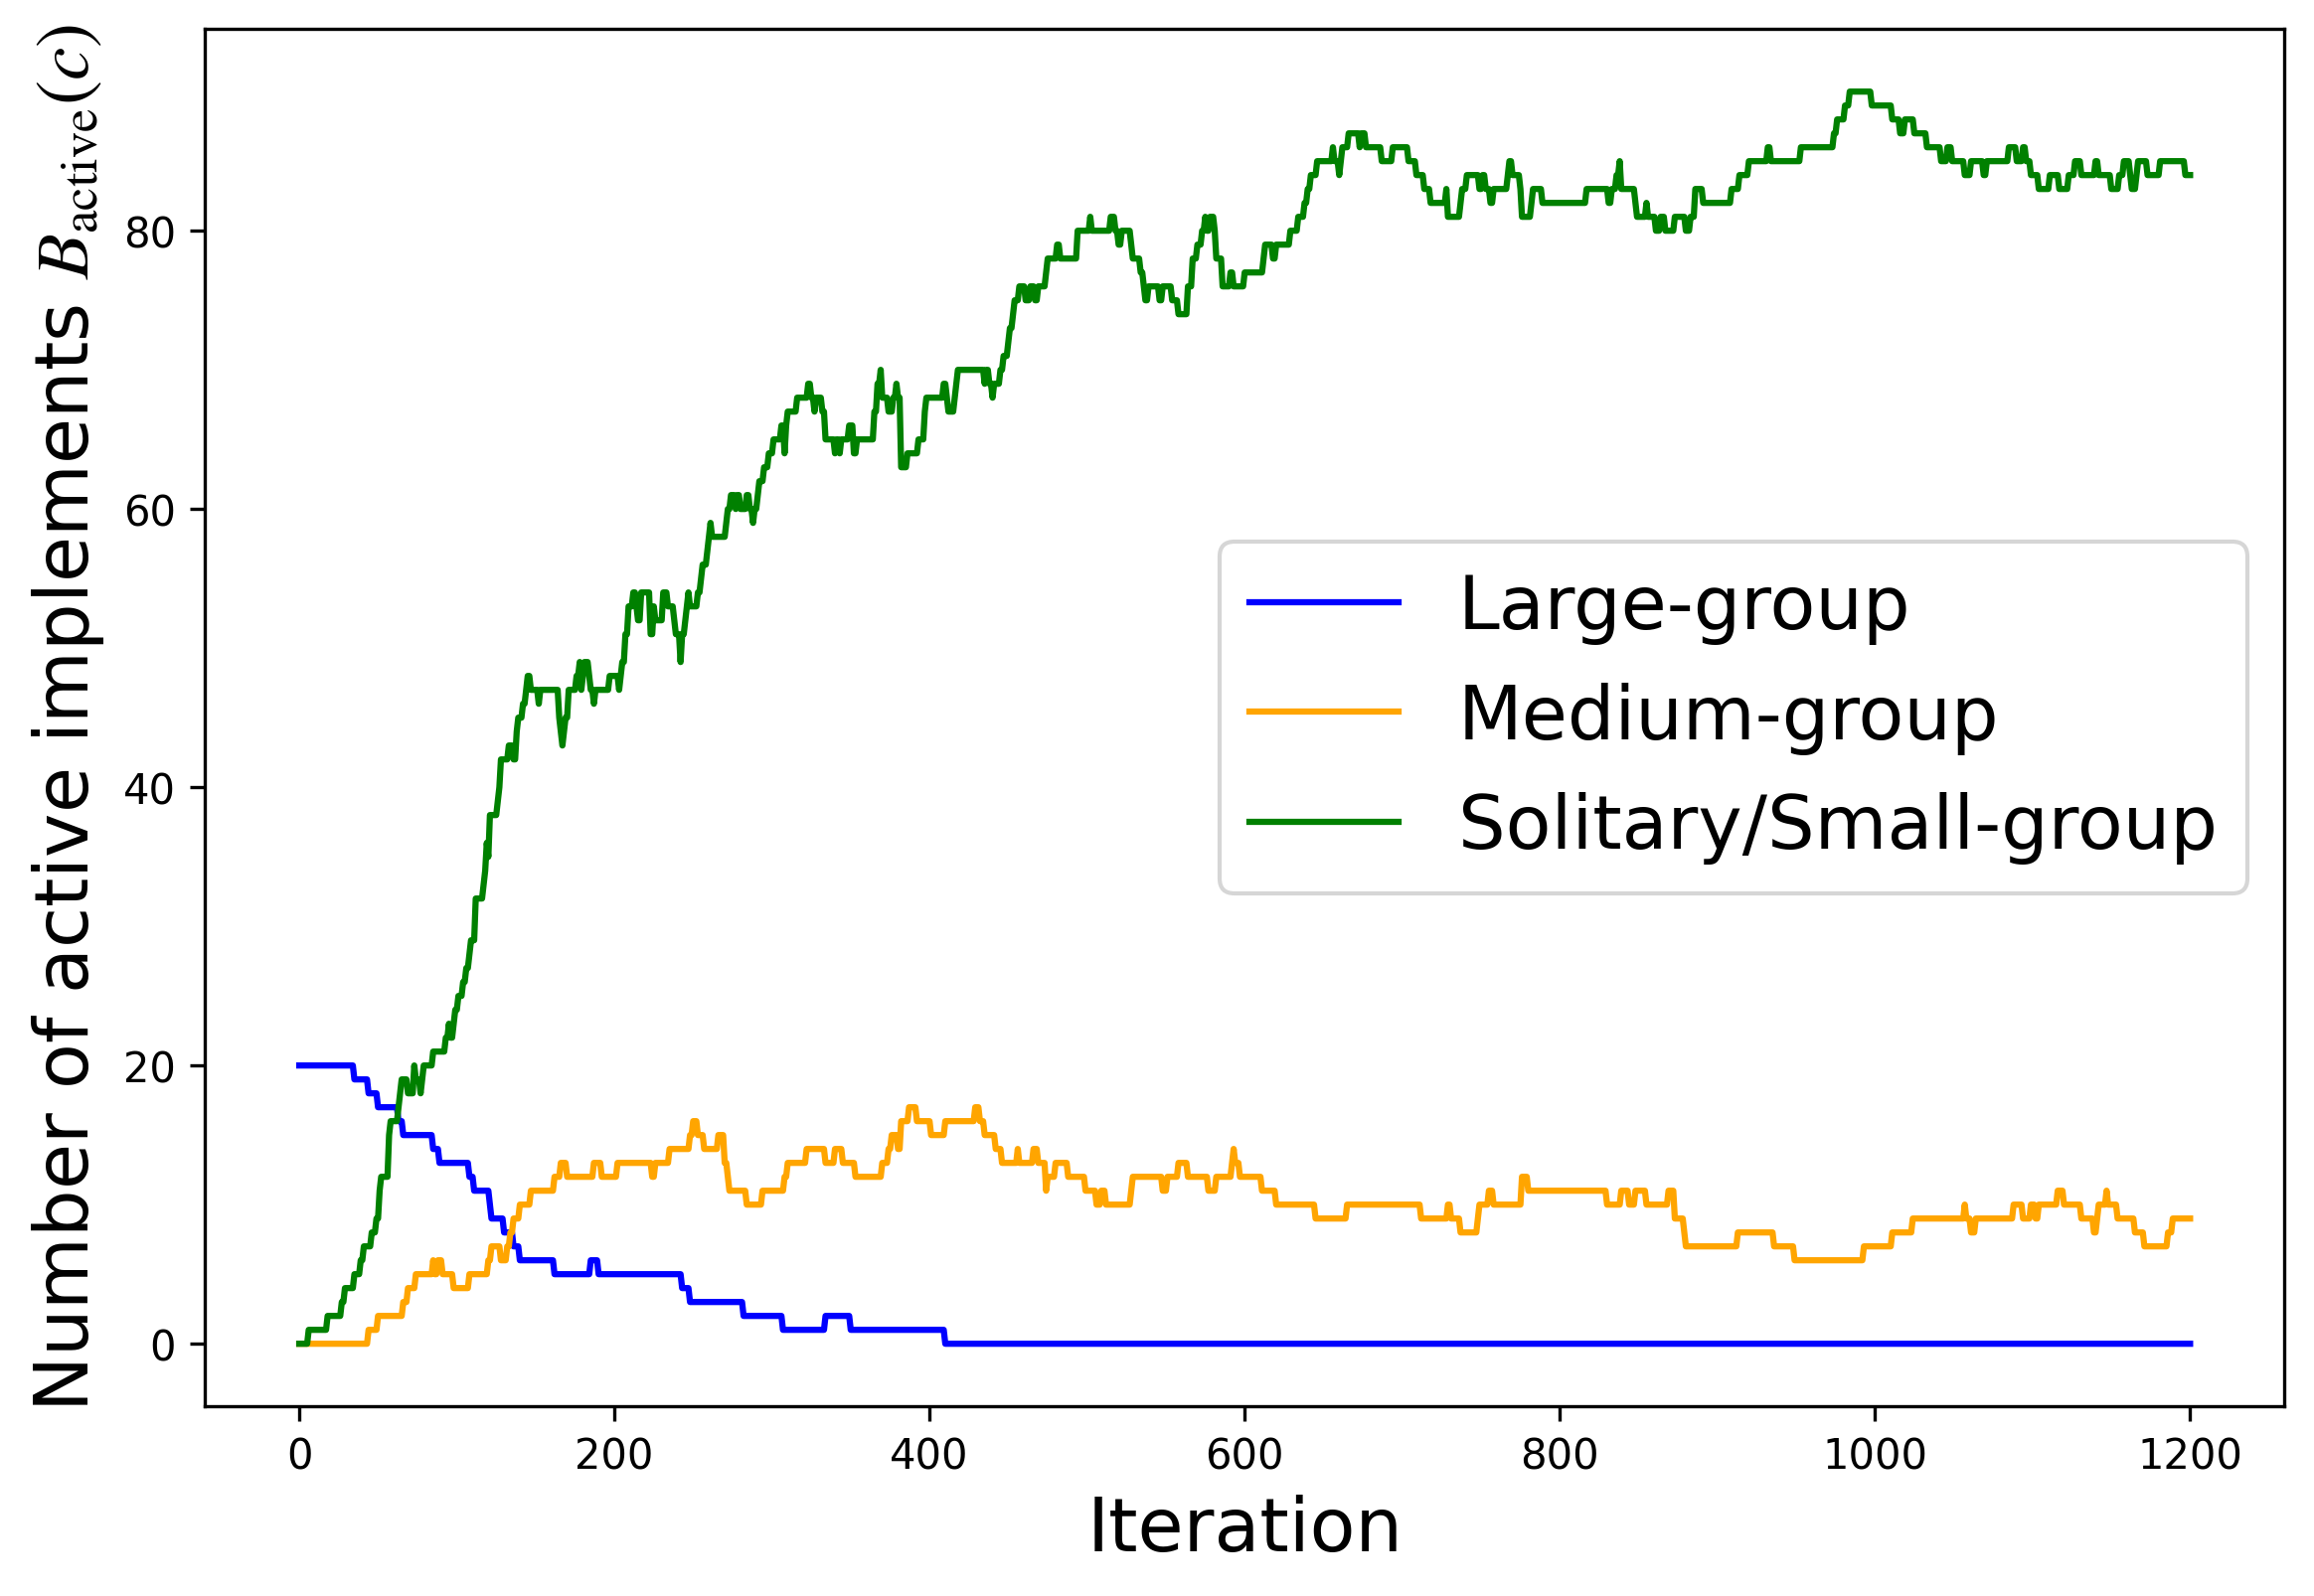 Number of active implements B_active(c)
80
60
40
20
0
Large-group
Medium-group
Solitary/Small-group
0 200 400 600 800 1000 1200
Iteration